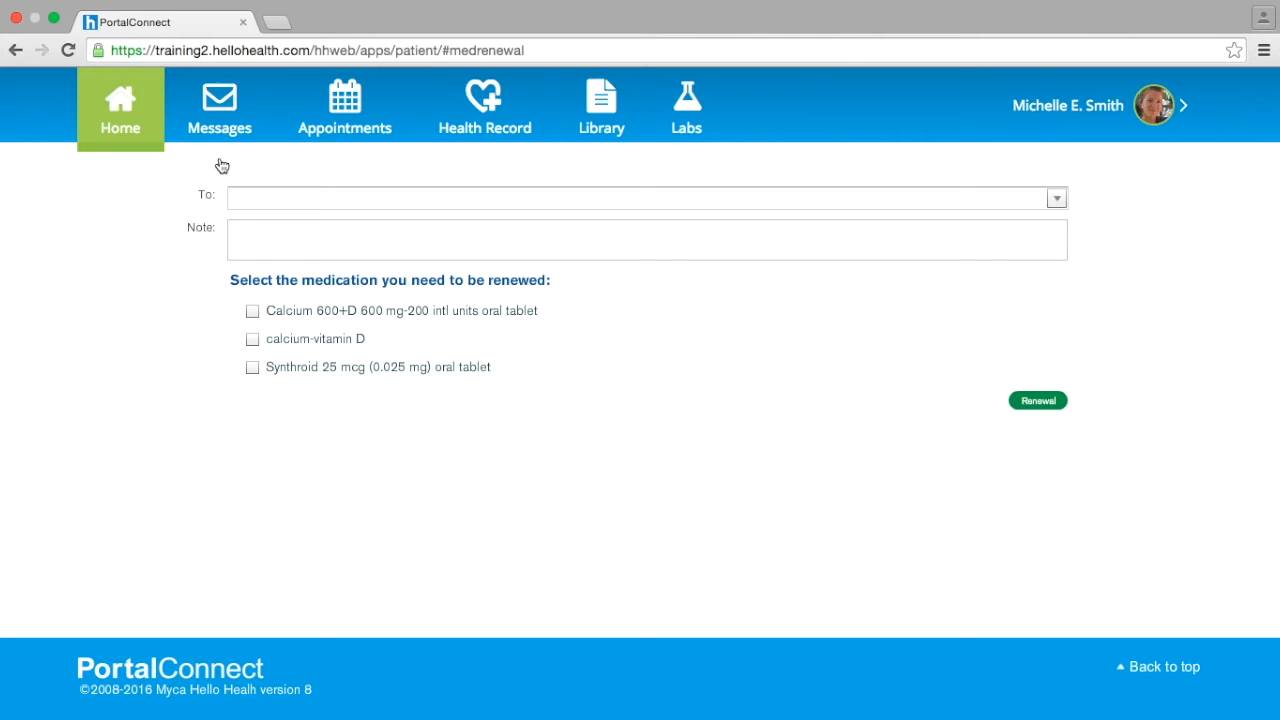 PortalConnect
https://training2.hellohealth.com/hhweb/apps/patient/#medrenewal
Home
Messages
Appointments
Health Record
Library
Labs
Michelle E. Smith
To:
Note:
Select the medication you need to be renewed:
Calcium 600+D 600 mg-200 intl units oral tablet
calcium-vitamin D
Synthroid 25 mcg (0.025 mg) oral tablet
Renewal
PortalConnect
Back to top
©2008-2016 Myca Hello Healh version 8